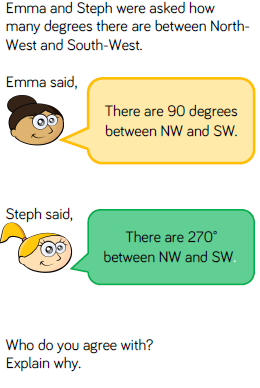 Emma and Steph were asked how
many degrees there are between North-
West and South-West.
Emma said,
There are 90 degrees
between NW and SW.
Steph said,
There are 270°
between NW and SW.
Who do you agree with?
Explain why.